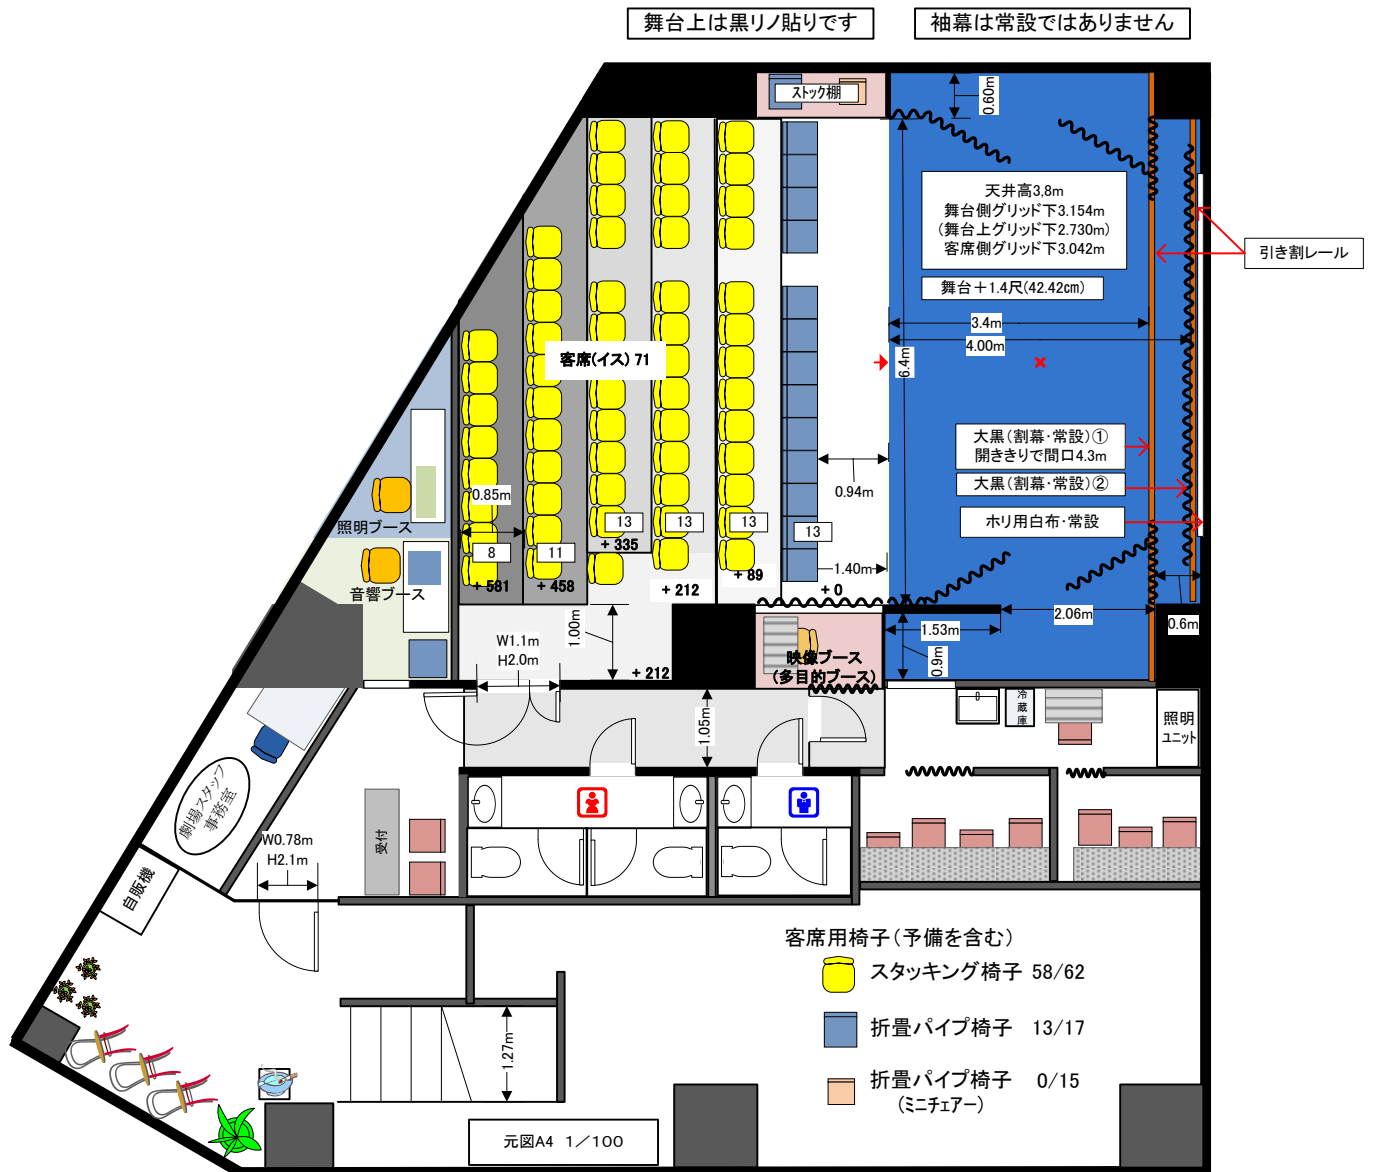 舞台上は黒リノ貼りです
袖幕は常設ではありません
ストック棚
0.60m
天井高3,8m
舞台側グリッド下3.154m
(舞台上グリッド下2.730m)
客席側グリッド下3.042m
引き割レール
舞台＋1.4尺(42.42cm)
3.4m
4.00m
6.4m
客席(イス) 71
大黒(割幕・常設)①
開ききりで間口4.3m
大黒(割幕・常設)②
ホリ用白布・常設
0.94m
0.85m
照明ブース
8
11
13
13
13
13
+ 335
+ 581
+ 458
+ 212
+ 89
+ 0
1.40m
音響ブース
1.00m
W1.1m
H2.0m
+ 212
映像ブース
(多目的ブース)
1.53m
0.9m
2.06m
0.6m
1.05m
冷蔵庫
照明
ユニット
劇場スタッフ
事務室
W0.78m
H2.1m
受付
自販機
客席用椅子(予備を含む)
スタッキング椅子 58/62
折畳パイプ椅子 13/17
折畳パイプ椅子 0/15
(ミニチェアー)
1.27m
元図A4 1／100